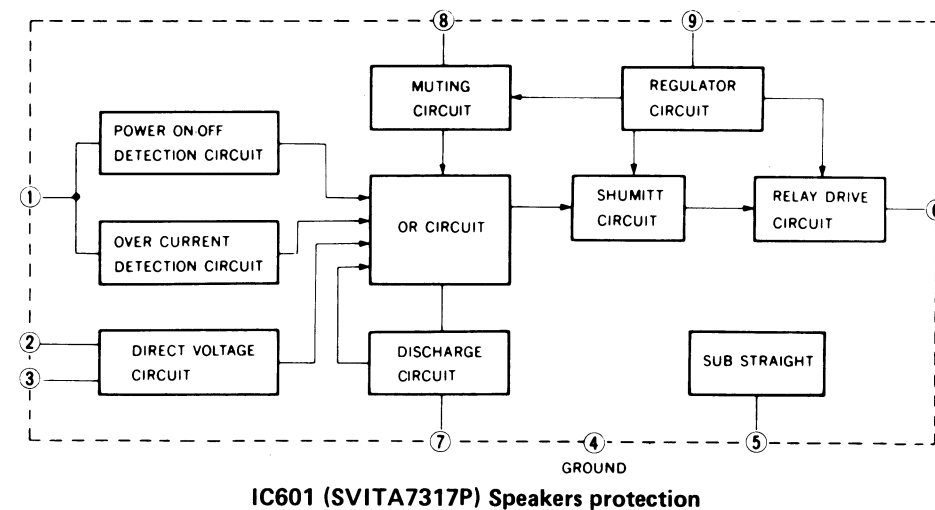 8
9
MUTING
CIRCUIT
REGULATOR
CIRCUIT
POWER ON·OFF
DETECTION CIRCUIT
1
OR CIRCUIT
SHUMITT
CIRCUIT
RELAY DRIVE
CIRCUIT
6
OVER CURRENT
DETECTION CIRCUIT
2
3
DIRECT VOLTAGE
CIRCUIT
DISCHARGE
CIRCUIT
SUB STRAIGHT
7
4
5
GROUND
IC601 (SVITA7317P) Speakers protection